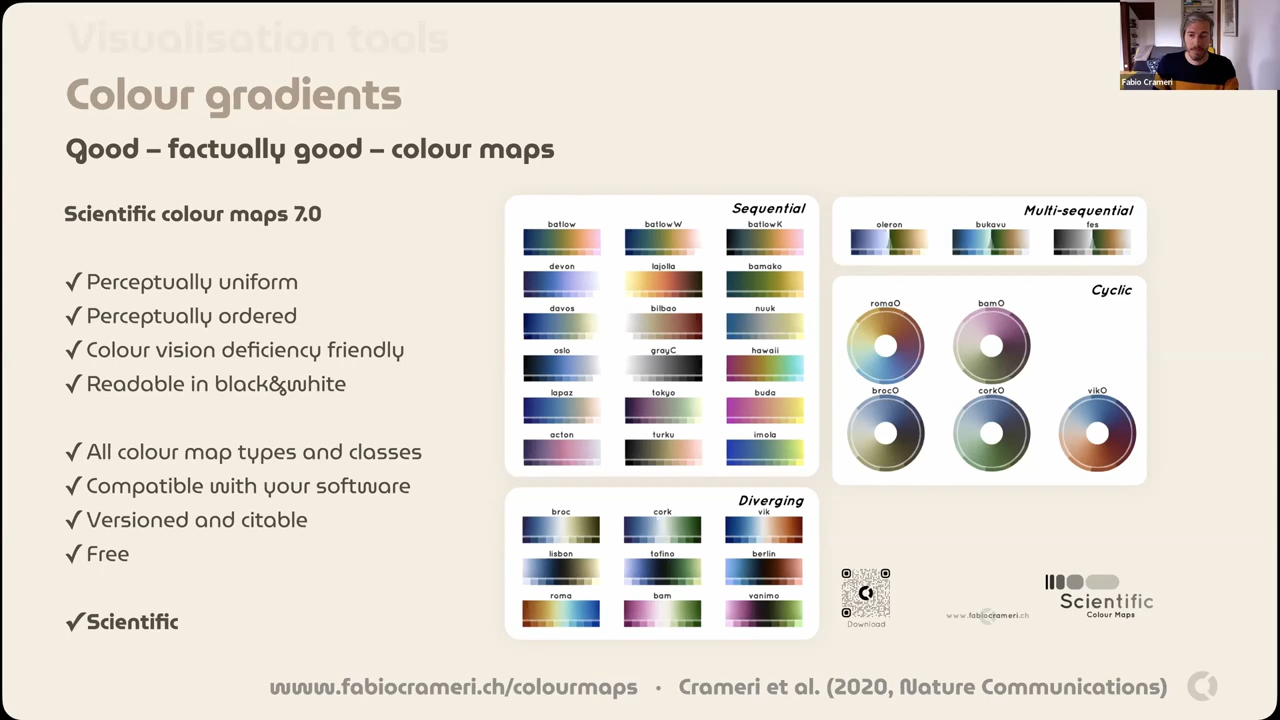 Visualisation tools
Colour gradients
Good – factually good – colour maps
Scientific colour maps 7.0
✓ Perceptually uniform
✓ Perceptually ordered
✓ Colour vision deficiency friendly
✓ Readable in black&white
✓ All colour map types and classes
✓ Compatible with your software
✓ Versioned and citable
✓ Free
✓ Scientific
Sequential
batlow batlowW batlowK
devon lajolla bamako
davos bilbao nuuk
oslo grayC hawaii
lapaz tokyo buda
acton turku imola
Diverging
broc cork vik
lisbon tofino berlin
roma bam vanimo
Multi-sequential
oleron bukavu fes
Cyclic
romaO bamO
brocO corkO vikO
Download
www.fabiocrameri.ch
Scientific
Colour Maps
www.fabiocrameri.ch/colourmaps · Crameri et al. (2020, Nature Communications)
Fabio Crameri